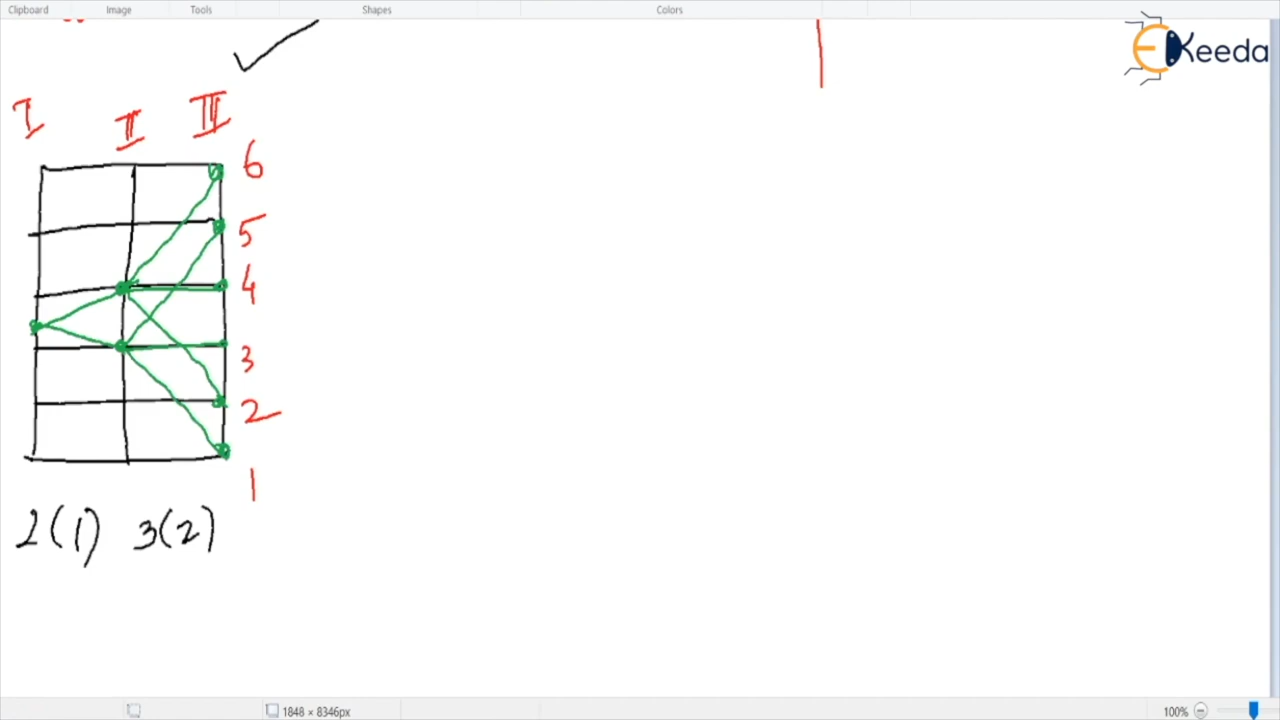 Clipboard Image Tools Shapes Colors
EKeeda
I II III
6
5
4
3
2
1
2(1) 3(2)
1848 × 8346px 100%